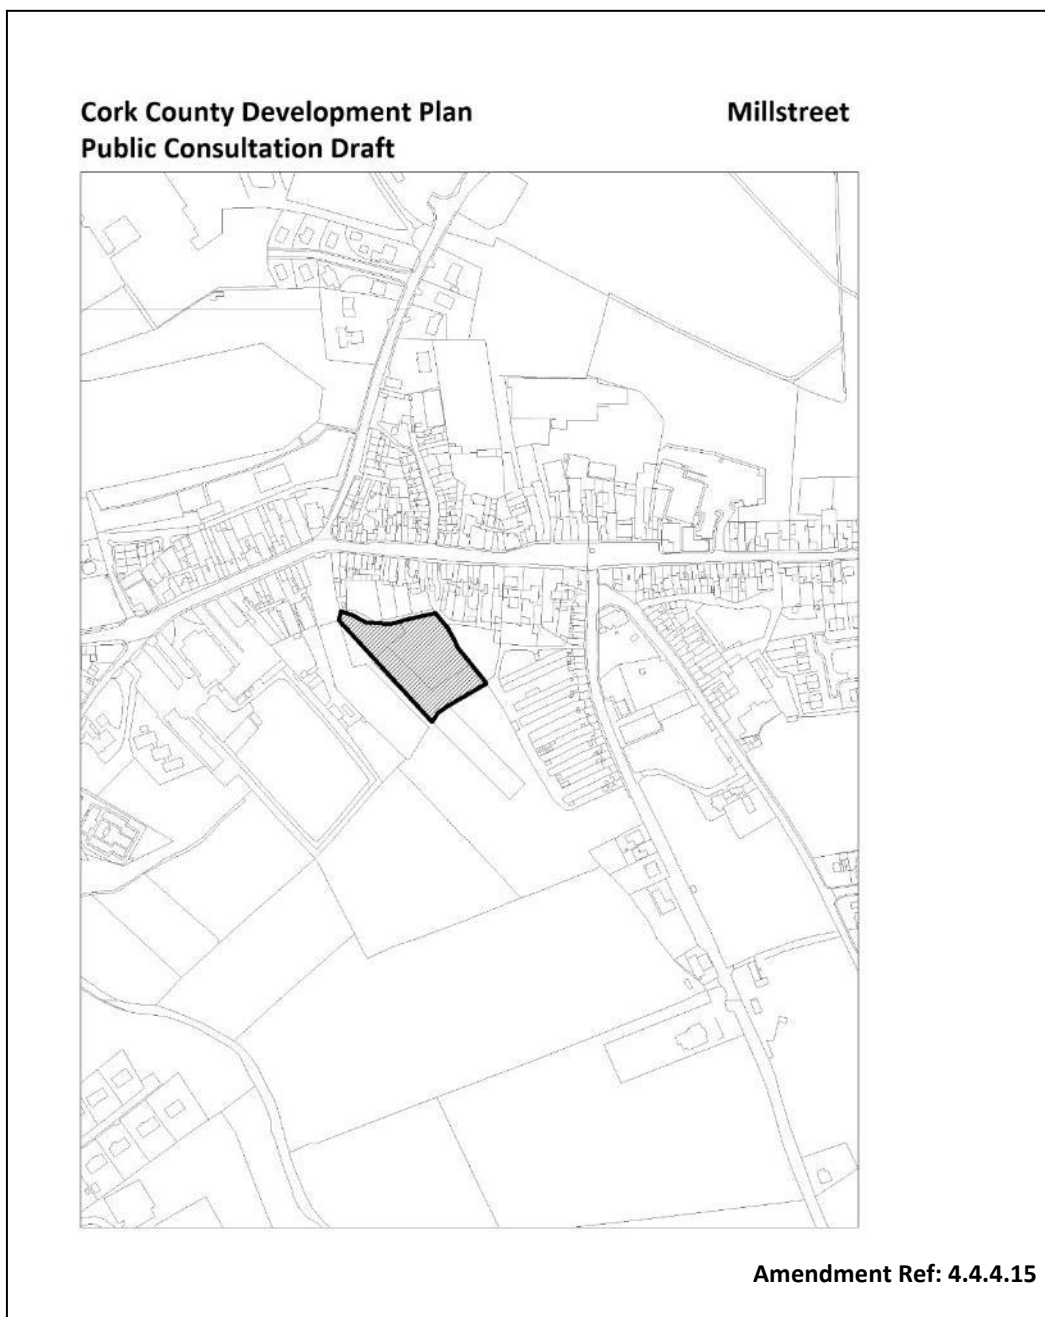 Cork County Development Plan
Millstreet
Public Consultation Draft
Amendment Ref: 4.4.4.15